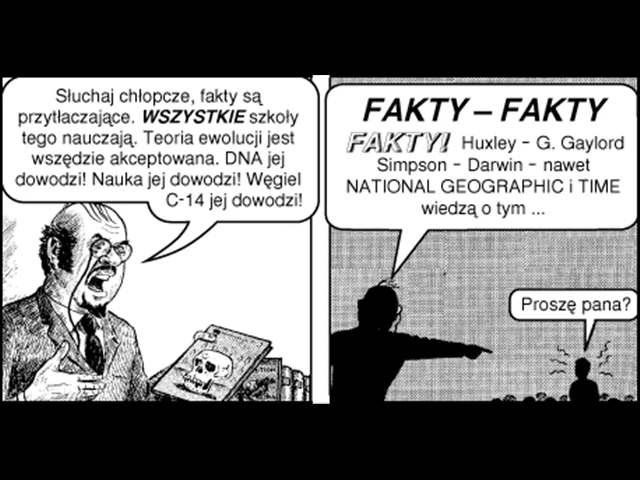 Słuchaj chłopcze, fakty są
przytłaczające. WSZYSTKIE szkoły
tego nauczają. Teoria ewolucji jest
wszędzie akceptowana. DNA jej
dowodzi! Nauka jej dowodzi! Węgiel
C-14 jej dowodzi!
FAKTY – FAKTY
FAKTY! Huxley - G. Gaylord
Simpson - Darwin - nawet
NATIONAL GEOGRAPHIC i TIME
wiedzą o tym ...
Proszę pana?